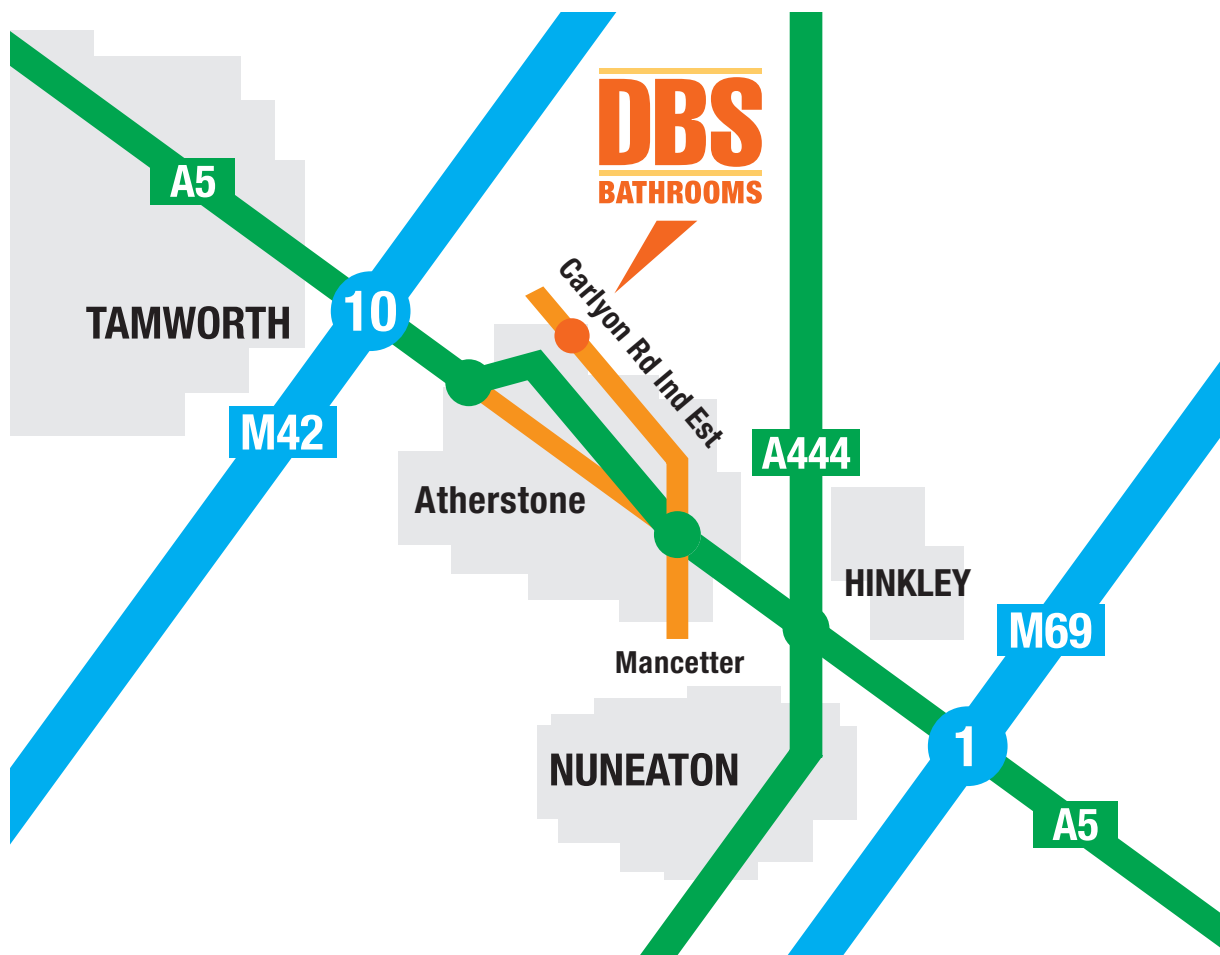 DBS
BATHROOMS
A5
Carlyon Rd Ind Est
10
TAMWORTH
M42
A444
Atherstone
HINKLEY
M69
Mancetter
1
NUNEATON
A5